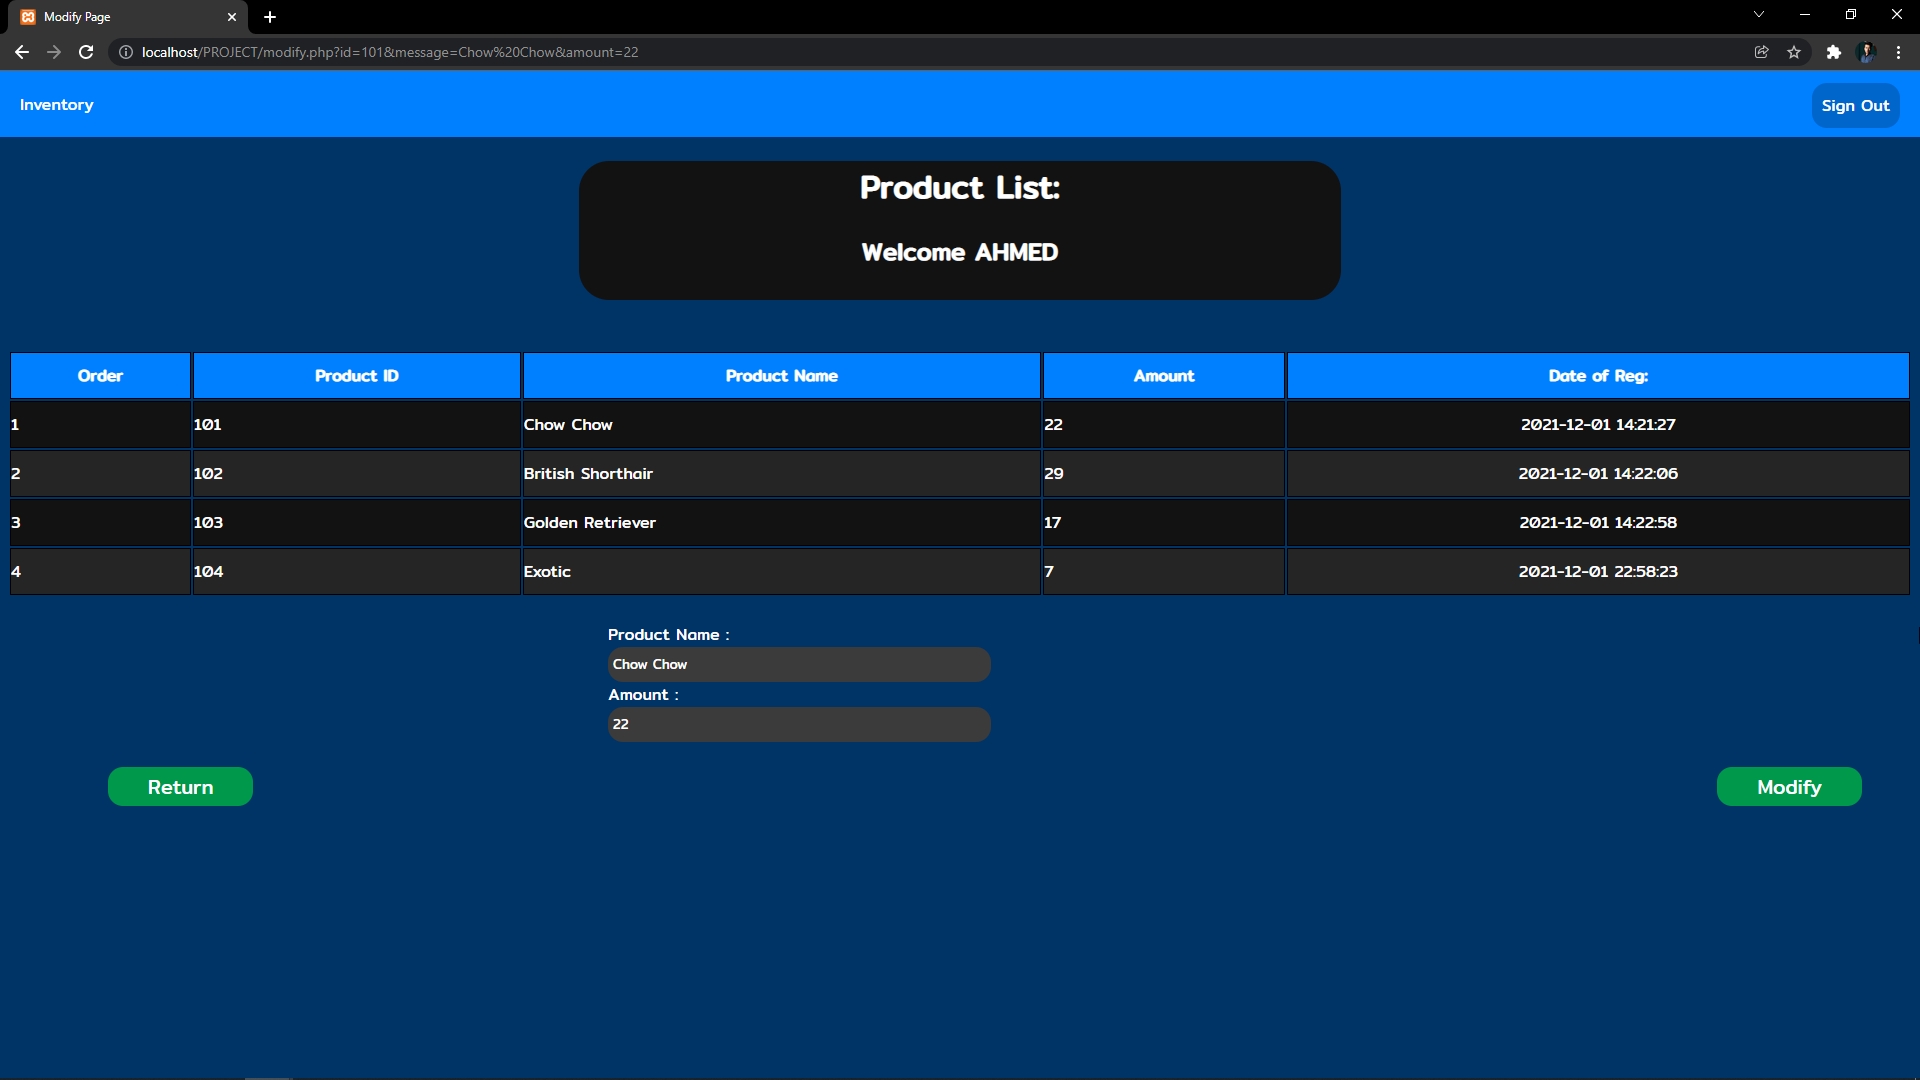 Modify Page
localhost/PROJECT/modify.php?id=101&message=Chow%20Chow&amount=22
Inventory
Sign Out
Product List:
Welcome AHMED
Order Product ID Product Name Amount Date of Reg:
1 101 Chow Chow 22 2021-12-01 14:21:27
2 102 British Shorthair 29 2021-12-01 14:22:06
3 103 Golden Retriever 17 2021-12-01 14:22:58
4 104 Exotic 7 2021-12-01 22:58:23
Product Name :
Chow Chow
Amount :
22
Return
Modify